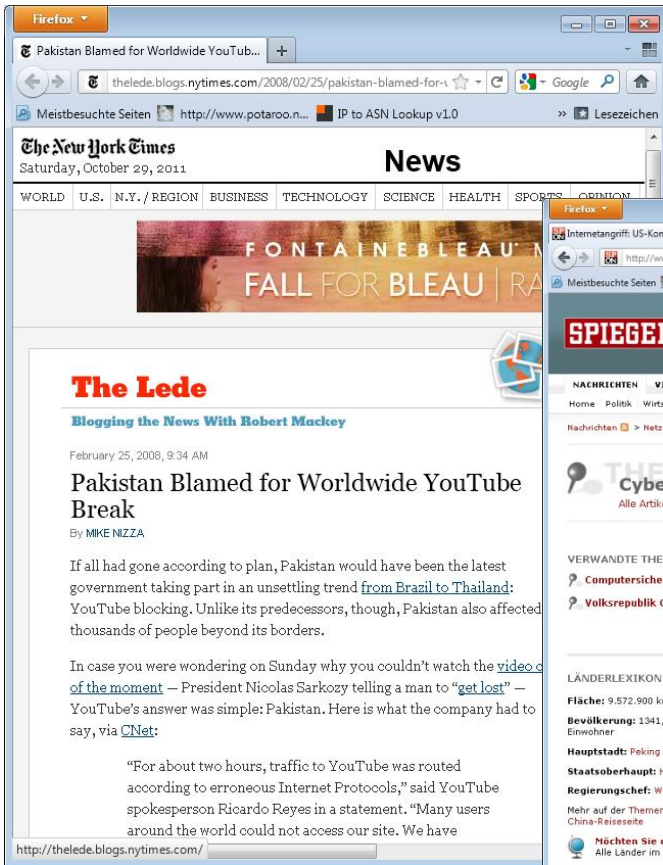 Firefox
Pakistan Blamed for Worldwide YouTub...
thelede.blogs.nytimes.com/2008/02/25/pakistan-blamed-for-
Google
Meistbesuchte Seiten http://www.potaroo.n... IP to ASN Lookup v1.0 » Lesezeichen
The New York Times
Saturday, October 29, 2011
News
WORLD U.S. N.Y. / REGION BUSINESS TECHNOLOGY SCIENCE HEALTH SPORTS OPINION
FONTAINEBLEAU M
FALL FOR BLEAU | RA
The Lede
Blogging the News With Robert Mackey
February 25, 2008, 9:34 AM
Pakistan Blamed for Worldwide YouTube
Break
By MIKE NIZZA
If all had gone according to plan, Pakistan would have been the latest
government taking part in an unsettling trend from Brazil to Thailand:
YouTube blocking. Unlike its predecessors, though, Pakistan also affected
thousands of people beyond its borders.
In case you were wondering on Sunday why you couldn’t watch the video
of the moment — President Nicolas Sarkozy telling a man to “get lost” —
YouTube’s answer was simple: Pakistan. Here is what the company had to
say, via CNet:
“For about two hours, traffic to YouTube was routed
according to erroneous Internet Protocols,” said YouTube
spokesperson Ricardo Reyes in a statement. “Many users
around the world could not access our site. We have
http://thelede.blogs.nytimes.com/
Firefox
Internetangriff: US-Kon
http://w
Meistbesuchte Seiten
SPIEGEL
NACHRICHTEN VI
Home Politik Wirts
Nachrichten > Netz
THE
Cybe
Alle Artik
VERWANDTE THE
Computersiche
Volksrepublik
LÄNDERLEXIKON
Fläche: 9.572.900 k
Bevölkerung: 1341,
Einwohner
Hauptstadt: Peking
Staatsoberhaupt: H
Regierungschef: W
Mehr auf der Themen
China-Reiseseite
Möchten Sie
Alle Länder im